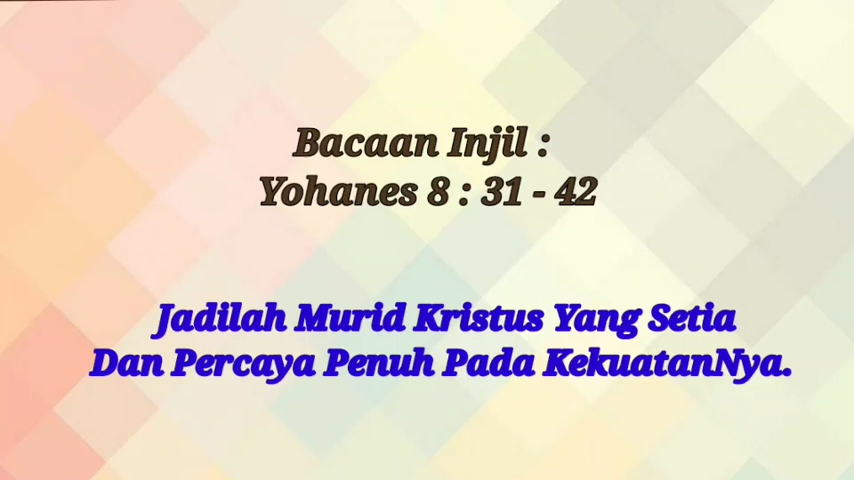 Bacaan Injil :
Yohanes 8 : 31 - 42
Jadilah Murid Kristus Yang Setia
Dan Percaya Penuh Pada KekuatanNya.